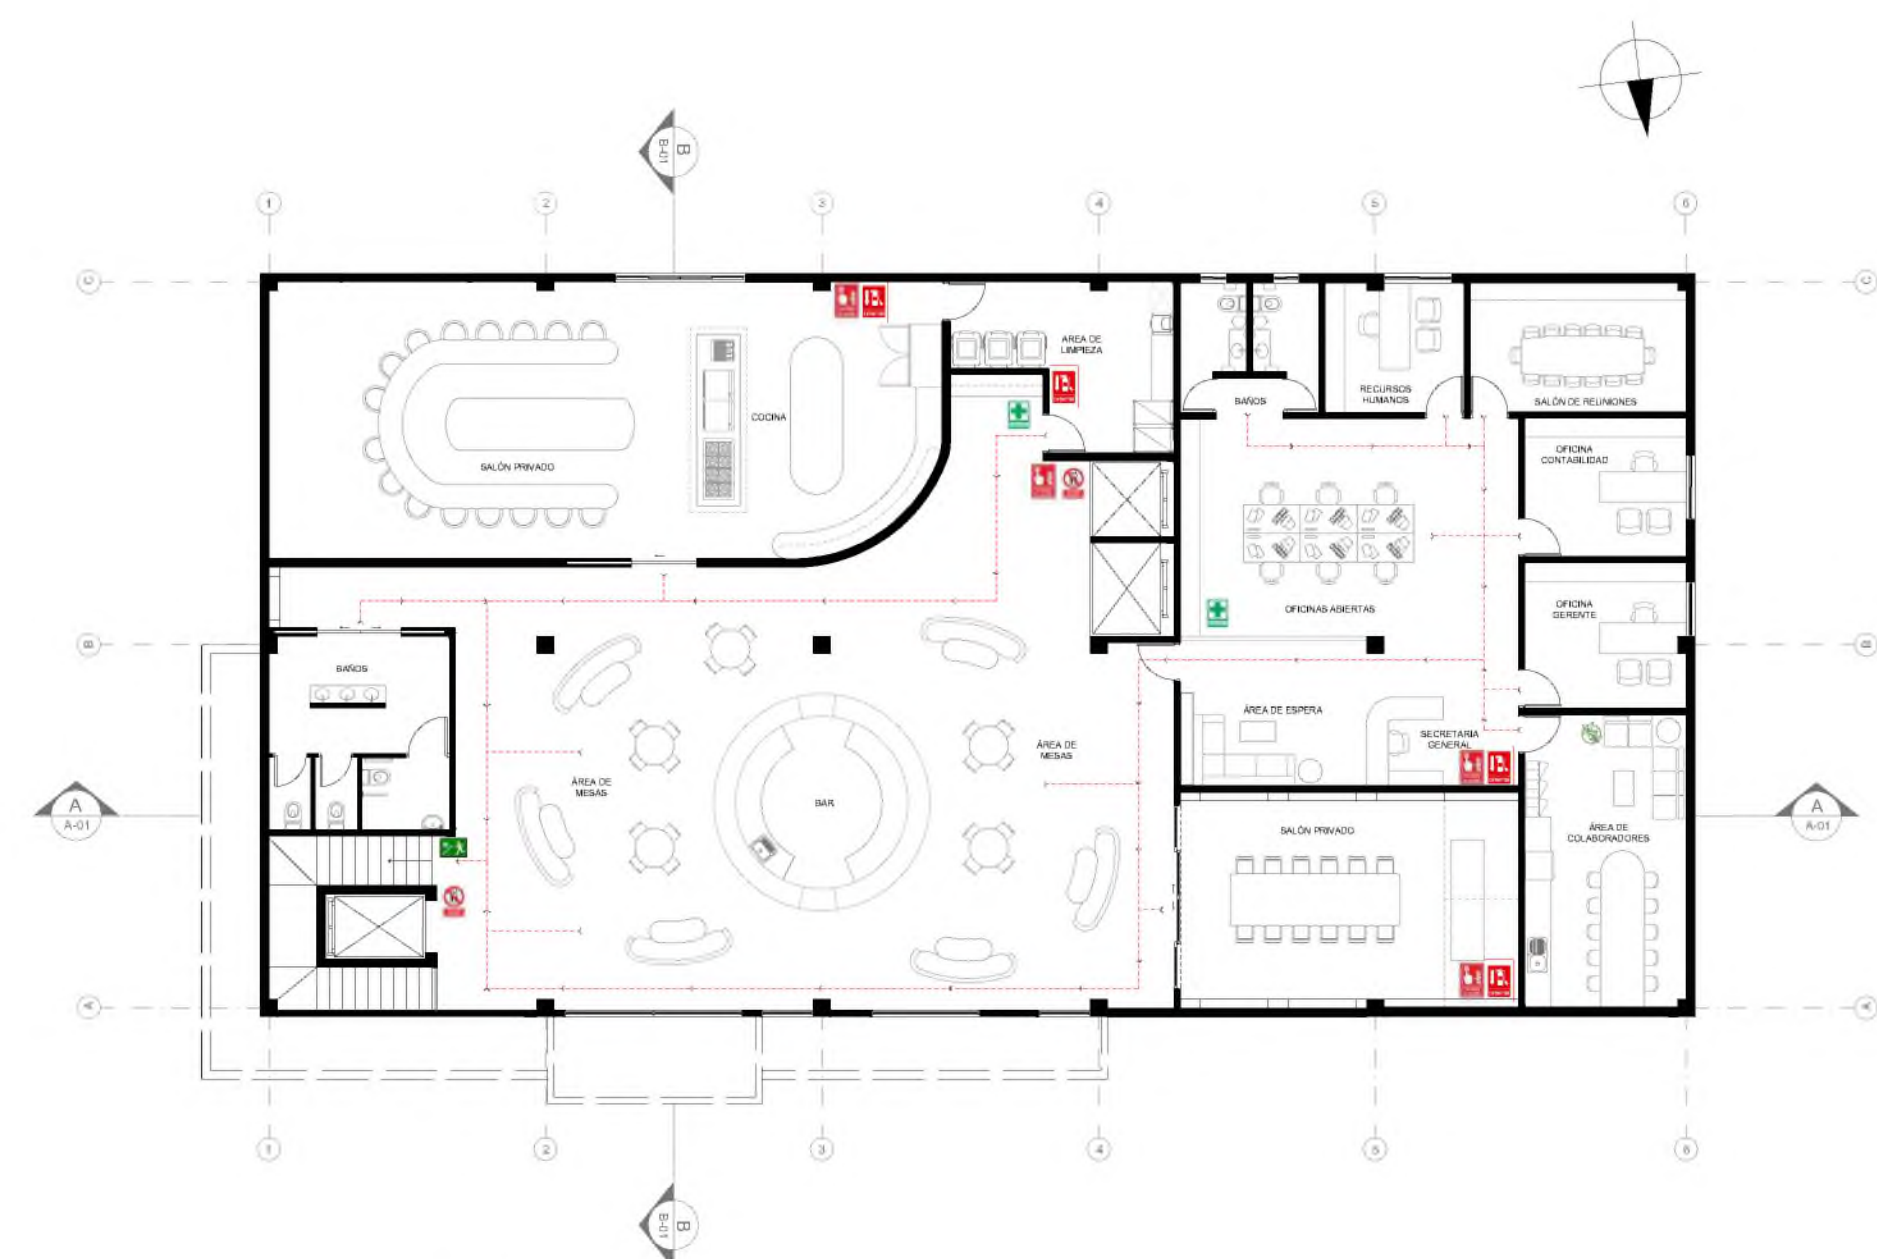 B
B-01
1
2
3
4
5
6
C
C
ÁREA DE
LIMPIEZA
RECURSOS
HUMANOS
BAÑOS
SALÓN DE REUNIONES
COCINA
SALÓN PRIVADO
OFICINA
CONTABILIDAD
OFICINAS ABIERTAS
OFICINA
GERENTE
B
B
BAÑOS
ÁREA DE ESPERA
SECRETARÍA
GENERAL
ÁREA DE
MESAS
ÁREA DE
MESAS
BAR
A
A-01
SALÓN PRIVADO
ÁREA DE
COLABORADORES
A
A-01
A
A
1
2
3
4
5
6
B
B-01